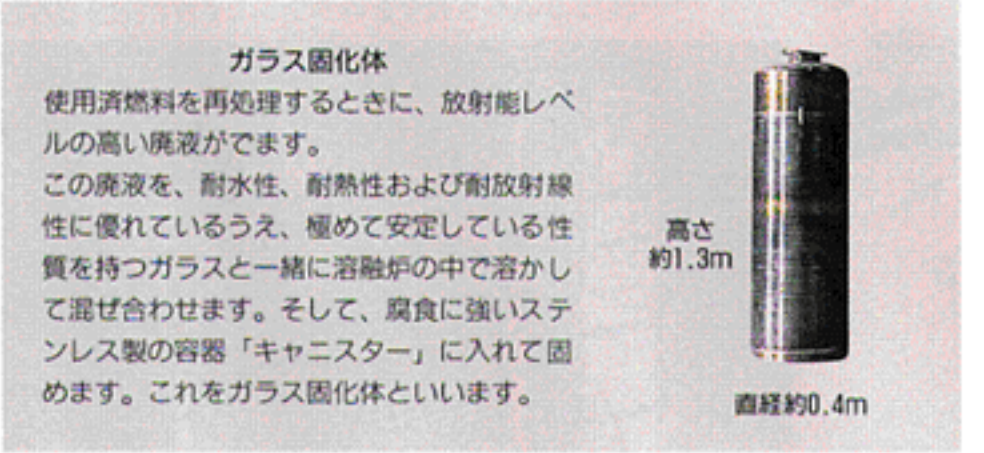 ガラス固化体
使用済燃料を再処理するときに、放射能レベ
ルの高い廃液がでます。
この廃液を、耐水性、耐熱性および耐放射線
性に優れているうえ、極めて安定している性
質を持つガラスと一緒に溶融炉の中で溶かし
て混ぜ合わせます。そして、腐食に強いステ
ンレス製の容器「キャニスター」に入れて固
めます。これをガラス固化体といいます。
高さ
約1.3m
直経約0.4m